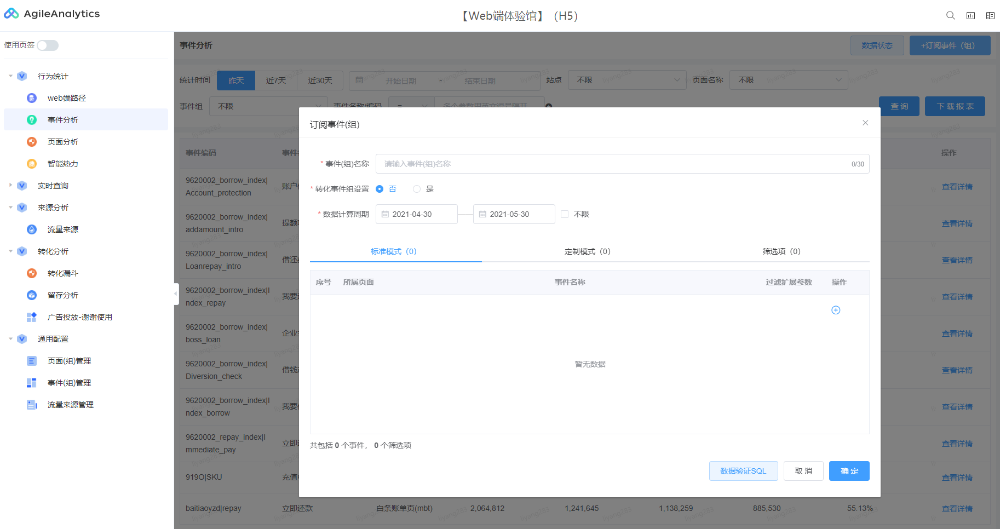 AgileAnalytics
【Web端体验馆】（H5）
使用页签
行为统计
web端路径
事件分析
页面分析
智能热力
实时查询
来源分析
流量来源
转化分析
转化漏斗
留存分析
广告投放-谢谢使用
通用配置
页面(组)管理
事件(组)管理
流量来源管理
事件分析
数据状态
+订阅事件（组）
统计时间 昨天 近7天 近30天 开始日期 - 结束日期 站点 不限 页面名称 不限
事件组 不限 事件名称/编码 = 多个参数用英文逗号隔开
查 询 下 载 报 表
订阅事件(组)
* 事件(组)名称 请输入事件(组)名称 0/30
* 转化事件组设置 否 是
* 数据计算周期 2021-04-30 2021-05-30 不限
标准模式（0） 定制模式（0） 筛选项（0）
序号 所属页面 事件名称 过滤扩展参数 操作
暂无数据
共包括 0 个事件， 0 个筛选项
数据验证SQL 取 消 确 定
事件编码 操作
9620002_borrow_index|
Account_protection
查看详情
9620002_borrow_index|
addamount_intro
提额
查看详情
9620002_borrow_index|
Loanrepay_intro
借还
查看详情
9620002_borrow_index|I
ndex_repay
我要
查看详情
9620002_borrow_index|
boss_loan
企业
查看详情
9620002_borrow_index|
Diversion_check
借钱
查看详情
9620002_borrow_index|I
ndex_borrow
我要
查看详情
9620002_repay_index|I
mmediate_pay
立即
查看详情
919O|SKU 充值 查看详情
baitiaoyzd|repay 立即还款 白条账单页(mbt) 2,064,812 1,241,645 1,138,259 885,530 55.13% 查看详情
liyang283